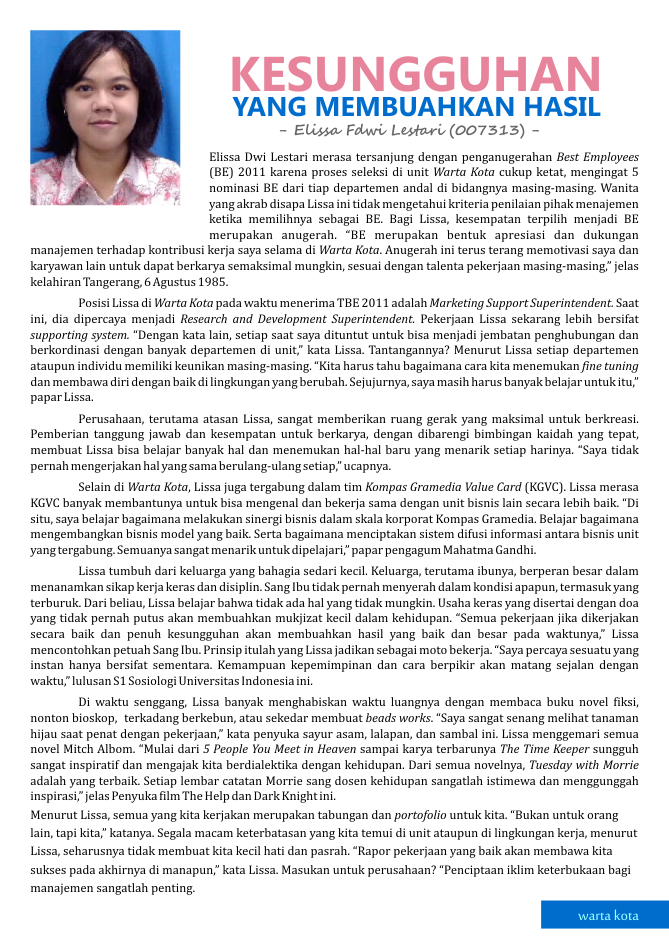 KESUNGGUHAN
YANG MEMBUAHKAN HASIL
- Elissa Fdwi Lestari (007313) -
Elissa Dwi Lestari merasa tersanjung dengan penganugerahan Best Employees
(BE) 2011 karena proses seleksi di unit Warta Kota cukup ketat, mengingat 5
nominasi BE dari tiap departemen andal di bidangnya masing-masing. Wanita
yang akrab disapa Lissa ini tidak mengetahui kriteria penilaian pihak menajemen
ketika memilihnya sebagai BE. Bagi Lissa, kesempatan terpilih menjadi BE
merupakan anugerah. “BE merupakan bentuk apresiasi dan dukungan
manajemen terhadap kontribusi kerja saya selama di Warta Kota. Anugerah ini terus terang memotivasi saya dan
karyawan lain untuk dapat berkarya semaksimal mungkin, sesuai dengan talenta pekerjaan masing-masing,” jelas
kelahiran Tangerang, 6 Agustus 1985.
Posisi Lissa di Warta Kota pada waktu menerima TBE 2011 adalah Marketing Support Superintendent. Saat
ini, dia dipercaya menjadi Research and Development Superintendent. Pekerjaan Lissa sekarang lebih bersifat
supporting system. “Dengan kata lain, setiap saat saya dituntut untuk bisa menjadi jembatan penghubungan dan
berkordinasi dengan banyak departemen di unit,” kata Lissa. Tantangannya? Menurut Lissa setiap departemen
ataupun individu memiliki keunikan masing-masing. “Kita harus tahu bagaimana cara kita menemukan fine tuning
dan membawa diri dengan baik di lingkungan yang berubah. Sejujurnya, saya masih harus banyak belajar untuk itu,”
papar Lissa.
Perusahaan, terutama atasan Lissa, sangat memberikan ruang gerak yang maksimal untuk berkreasi.
Pemberian tanggung jawab dan kesempatan untuk berkarya, dengan dibarengi bimbingan kaidah yang tepat,
membuat Lissa bisa belajar banyak hal dan menemukan hal-hal baru yang menarik setiap harinya. “Saya tidak
pernah mengerjakan hal yang sama berulang-ulang setiap,” ucapnya.
Selain di Warta Kota, Lissa juga tergabung dalam tim Kompas Gramedia Value Card (KGVC). Lissa merasa
KGVC banyak membantunya untuk bisa mengenal dan bekerja sama dengan unit bisnis lain secara lebih baik. “Di
situ, saya belajar bagaimana melakukan sinergi bisnis dalam skala korporat Kompas Gramedia. Belajar bagaimana
mengembangkan bisnis model yang baik. Serta bagaimana menciptakan sistem difusi informasi antara bisnis unit
yang tergabung. Semuanya sangat menarik untuk dipelajari,” papar pengagum Mahatma Gandhi.
Lissa tumbuh dari keluarga yang bahagia sedari kecil. Keluarga, terutama ibunya, berperan besar dalam
menanamkan sikap kerja keras dan disiplin. Sang Ibu tidak pernah menyerah dalam kondisi apapun, termasuk yang
terburuk. Dari beliau, Lissa belajar bahwa tidak ada hal yang tidak mungkin. Usaha keras yang disertai dengan doa
yang tidak pernah putus akan membuahkan mukjizat kecil dalam kehidupan. “Semua pekerjaan jika dikerjakan
secara baik dan penuh kesungguhan akan membuahkan hasil yang baik dan besar pada waktunya,” Lissa
mencontohkan petuah Sang Ibu. Prinsip itulah yang Lissa jadikan sebagai moto bekerja. “Saya percaya sesuatu yang
instan hanya bersifat sementara. Kemampuan kepemimpinan dan cara berpikir akan matang sejalan dengan
waktu,” lulusan S1 Sosiologi Universitas Indonesia ini.
Di waktu senggang, Lissa banyak menghabiskan waktu luangnya dengan membaca buku novel fiksi,
nonton bioskop, terkadang berkebun, atau sekedar membuat beads works. “Saya sangat senang melihat tanaman
hijau saat penat dengan pekerjaan,” kata penyuka sayur asam, lalapan, dan sambal ini. Lissa menggemari semua
novel Mitch Albom. “Mulai dari 5 People You Meet in Heaven sampai karya terbarunya The Time Keeper sungguh
sangat inspiratif dan mengajak kita berdialektika dengan kehidupan. Dari semua novelnya, Tuesday with Morrie
adalah yang terbaik. Setiap lembar catatan Morrie sang dosen kehidupan sangatlah istimewa dan menggunggah
inspirasi,” jelas Penyuka film The Help dan Dark Knight ini.
Menurut Lissa, semua yang kita kerjakan merupakan tabungan dan portofolio untuk kita. “Bukan untuk orang
lain, tapi kita,” katanya. Segala macam keterbatasan yang kita temui di unit ataupun di lingkungan kerja, menurut
Lissa, seharusnya tidak membuat kita kecil hati dan pasrah. “Rapor pekerjaan yang baik akan membawa kita
sukses pada akhirnya di manapun,” kata Lissa. Masukan untuk perusahaan? “Penciptaan iklim keterbukaan bagi
manajemen sangatlah penting.
warta kota